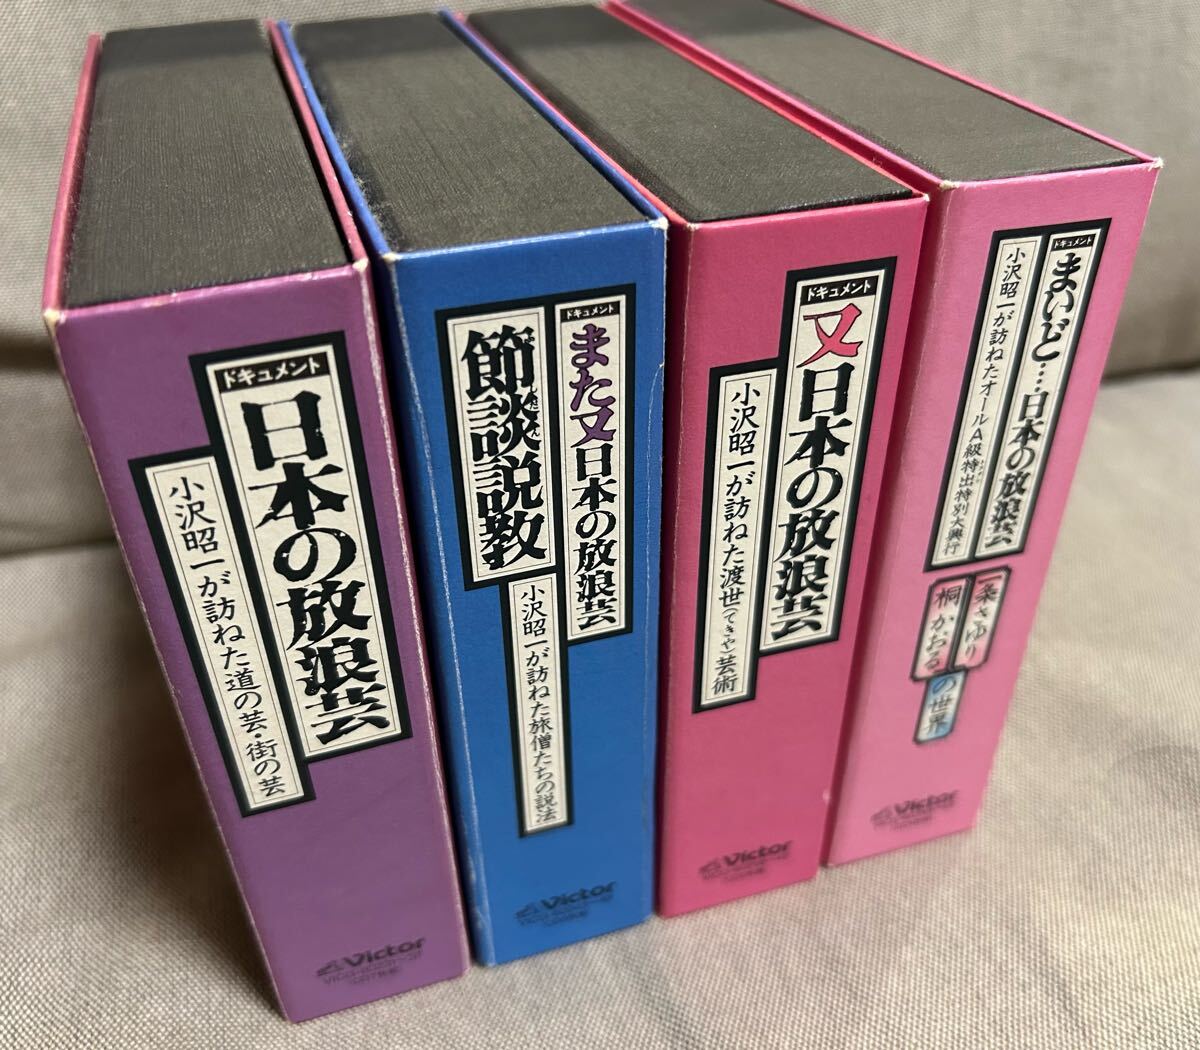 ドキュメント
日本の放浪芸
小沢昭一が訪ねた道の芸・街の芸
Victor
ドキュメント
また又日本の放浪芸
節談説教
ふしだん
小沢昭一が訪ねた旅僧たちの説法
Victor
ドキュメント
又日本の放浪芸
小沢昭一が訪ねた渡世(てきや)芸術
Victor
ドキュメント
まいど…日本の放浪芸
小沢昭一が訪ねたオールA級特出特別大興行
一条さゆり
桐かおる
の世界
Victor